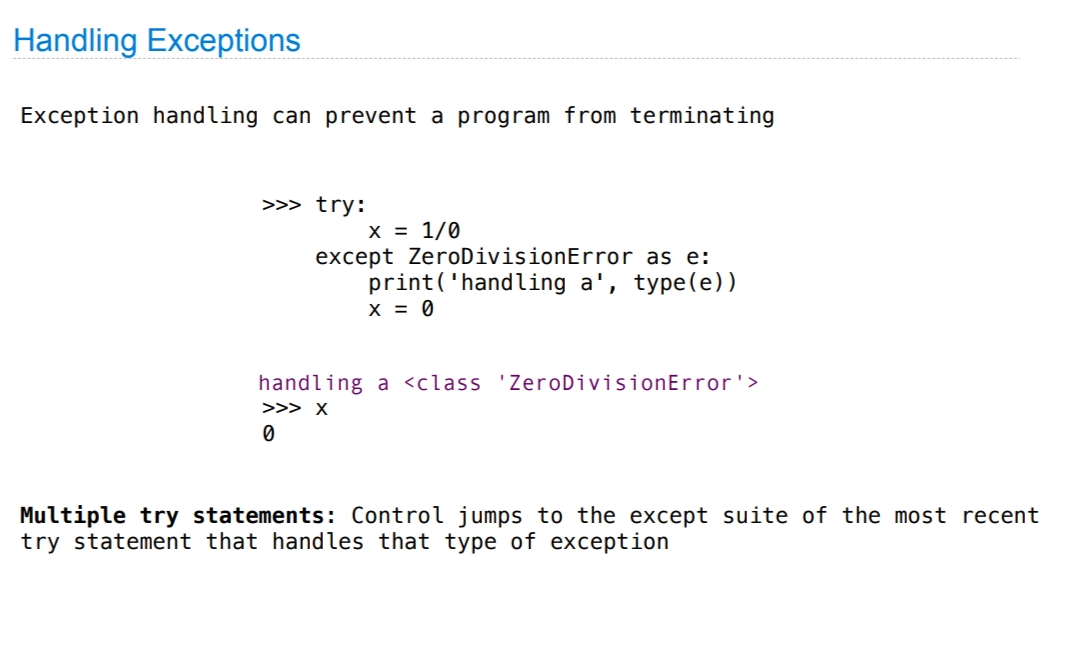 Handling Exceptions
Exception handling can prevent a program from terminating
>>> try:
        x = 1/0
    except ZeroDivisionError as e:
        print('handling a', type(e))
        x = 0
handling a <class 'ZeroDivisionError'>
>>> x
0
Multiple try statements: Control jumps to the except suite of the most recent
try statement that handles that type of exception